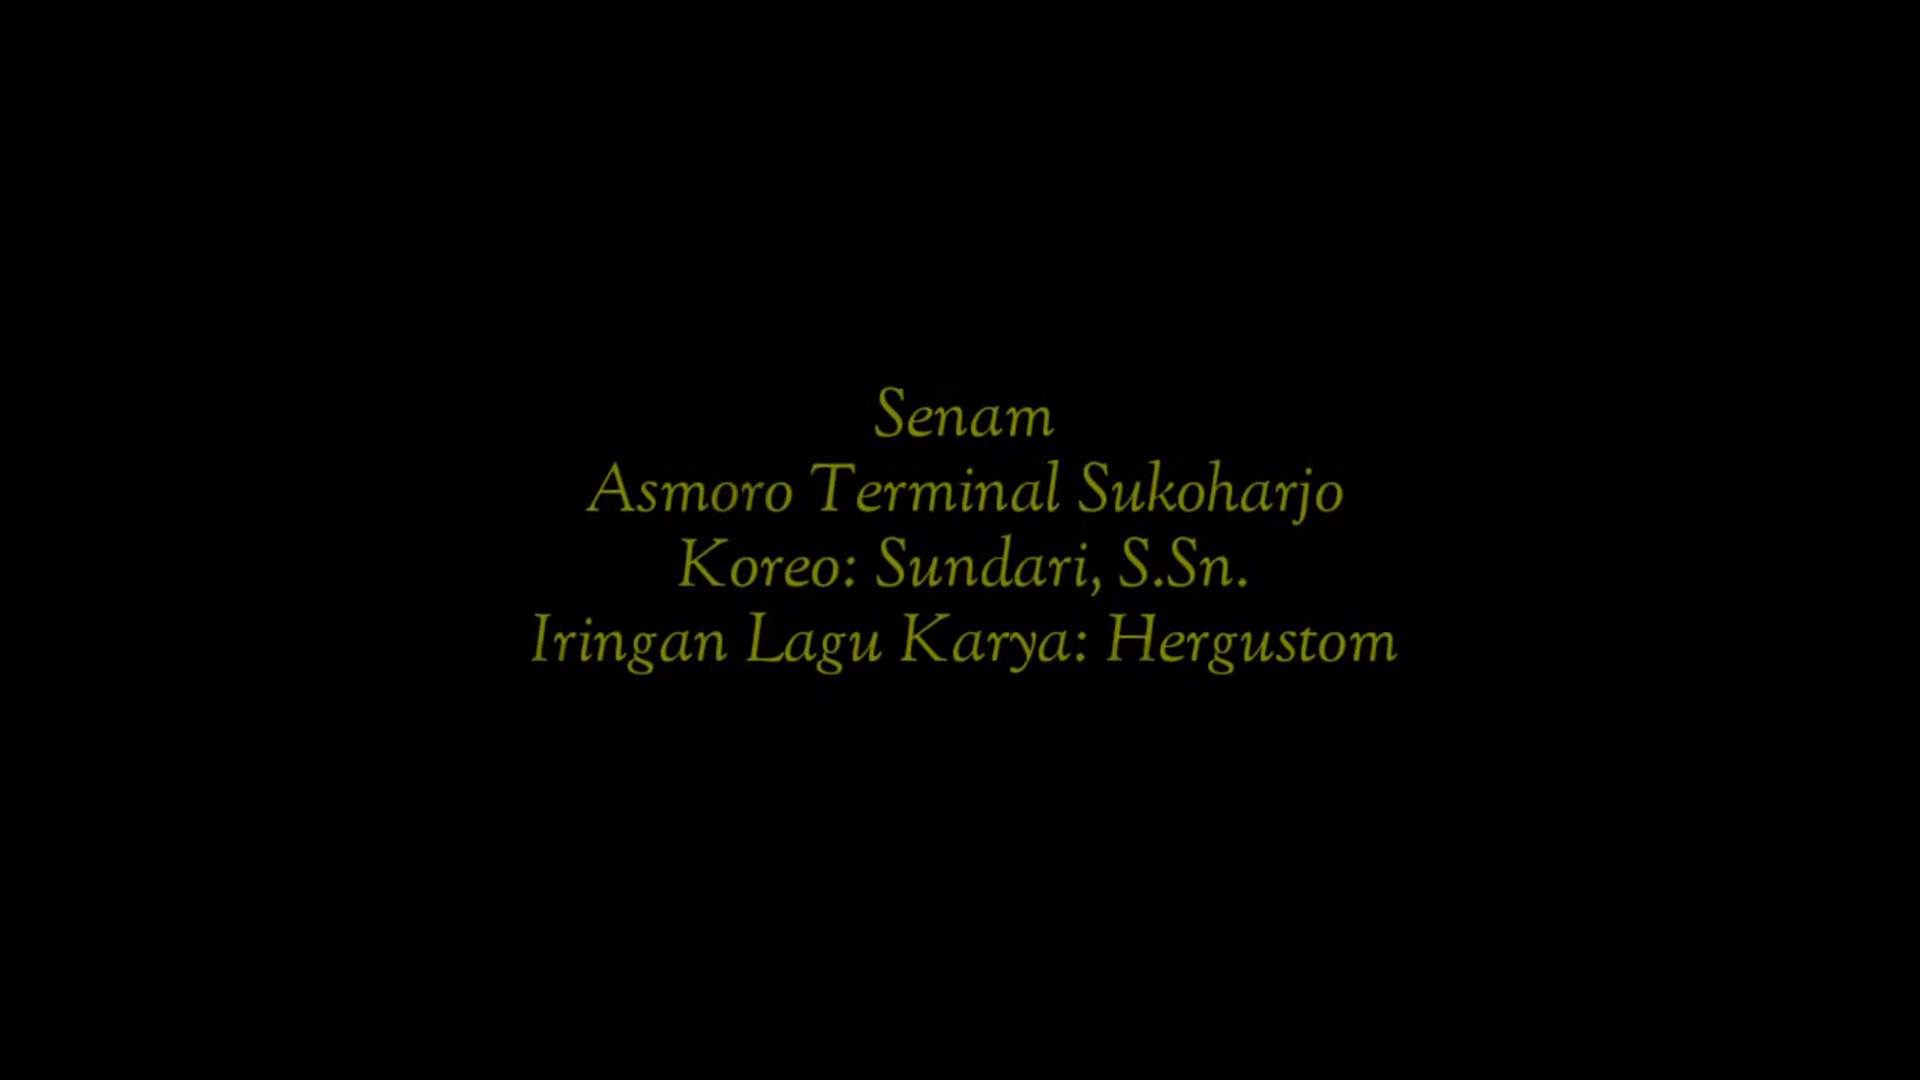 Senam
Asmoro Terminal Sukoharjo
Koreo: Sundari, S.Sn.
Iringan Lagu Karya: Hergustom